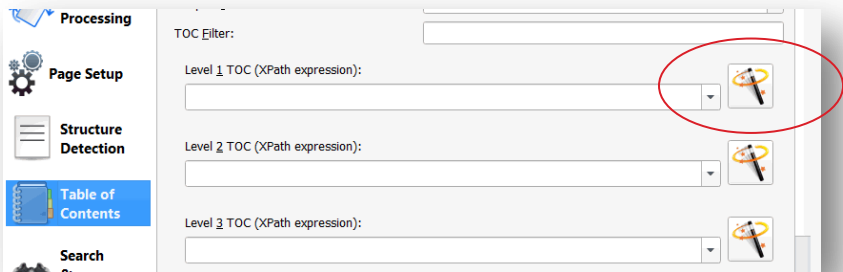 Processing
TOC Filter:
Page Setup
Level 1 TOC (XPath expression):
Structure
Detection
Level 2 TOC (XPath expression):
Table of
Contents
Level 3 TOC (XPath expression):
Search